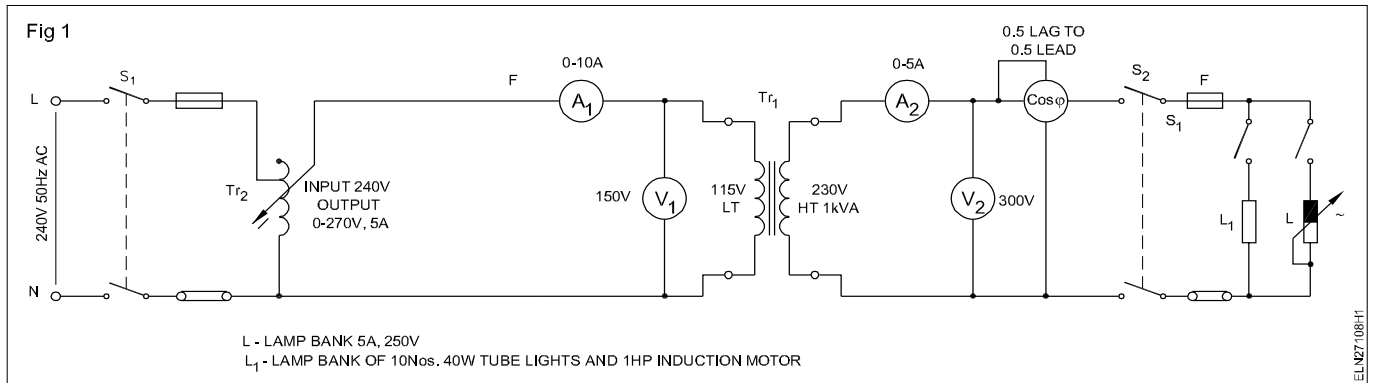 Fig 1
0.5 LAG TO
0.5 LEAD
S1
F
0-10A
0-5A
S2
F
L
A1
Tr1
A2
Cosφ
S1
240V 50Hz AC
Tr2
INPUT 240V
OUTPUT
0-270V, 5A
150V
V1
115V
LT
230V
HT 1kVA
V2
300V
L1
L
~
N
L - LAMP BANK 5A, 250V
L1 - LAMP BANK OF 10Nos. 40W TUBE LIGHTS AND 1HP INDUCTION MOTOR
ELN27108H1